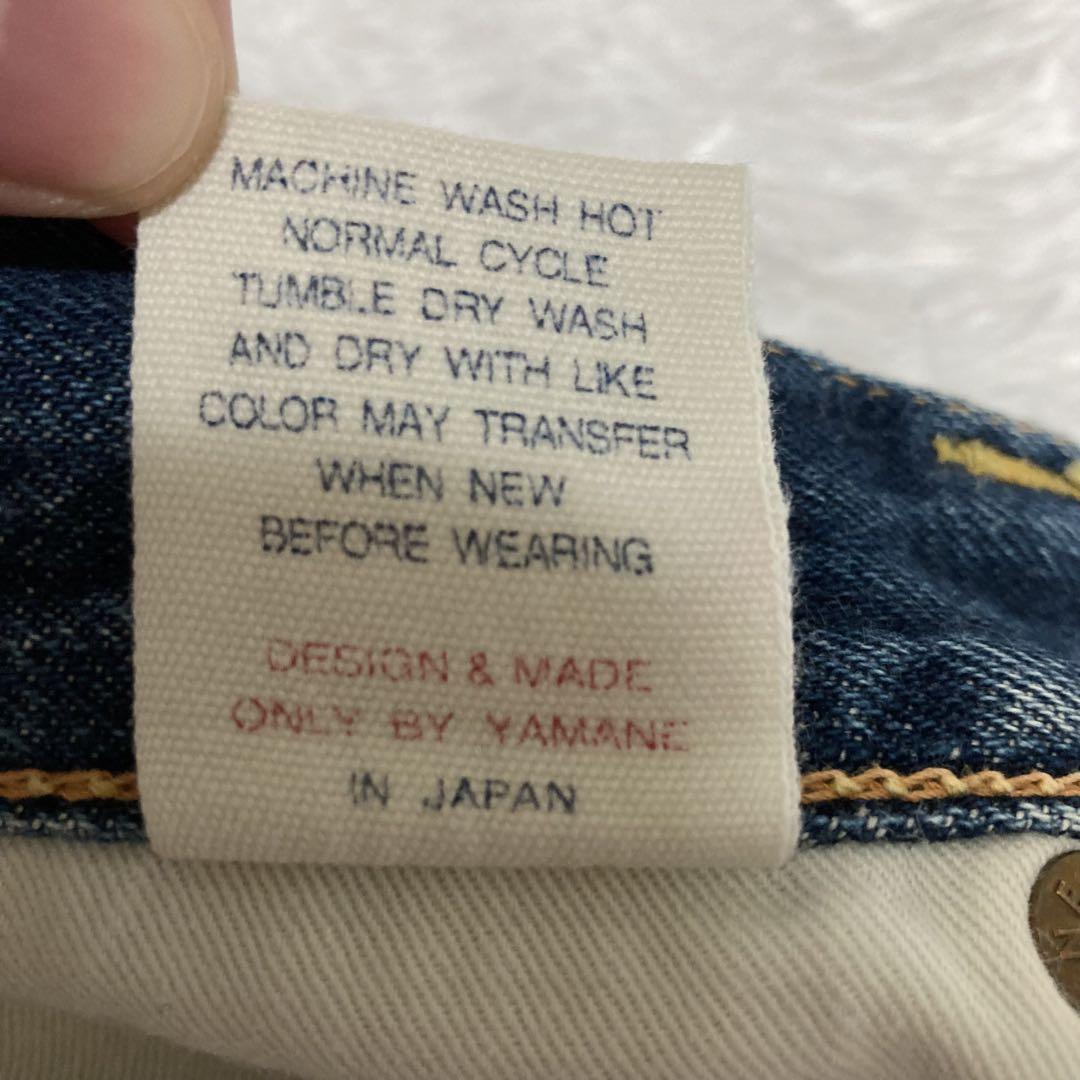 MACHINE WASH HOT
NORMAL CYCLE
TUMBLE DRY WASH
AND DRY WITH LIKE
COLOR MAY TRANSFER
WHEN NEW
BEFORE WEARING
DESIGN & MADE
ONLY BY YAMANE
IN JAPAN